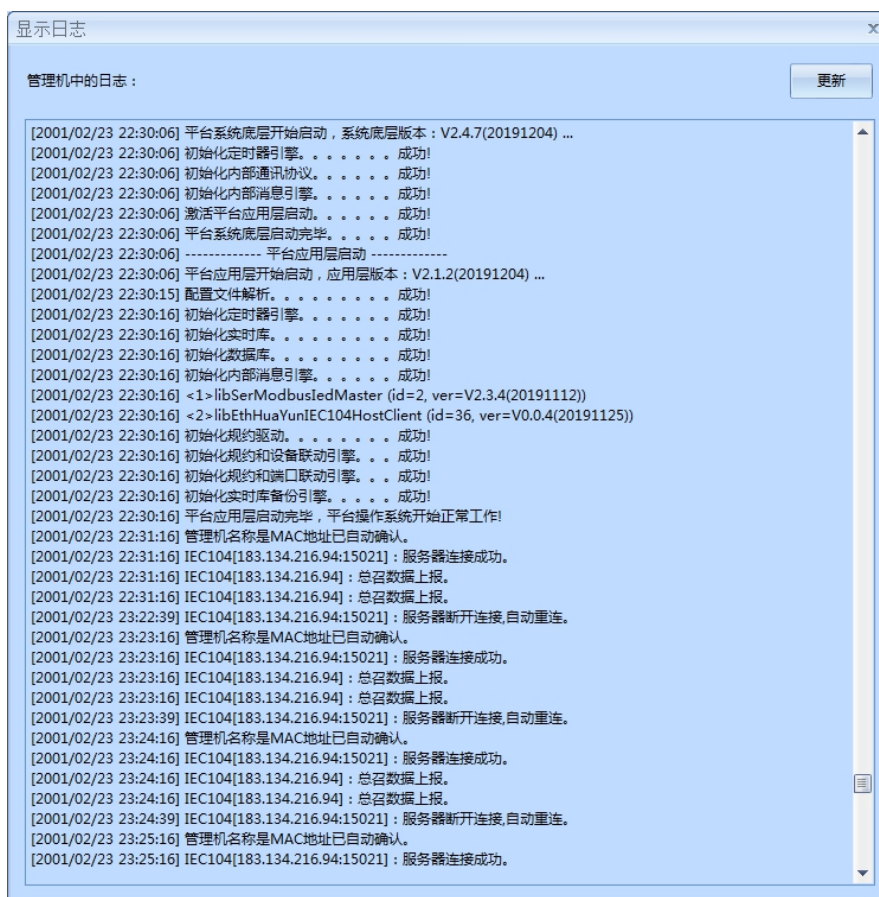 显示日志
x
管理机中的日志：
更新
[2001/02/23 22:30:06] 平台系统底层开始启动，系统底层版本：V2.4.7(20191204) ...
[2001/02/23 22:30:06] 初始化定时器引擎。。。。。。。成功!
[2001/02/23 22:30:06] 初始化内部通讯协议。。。。。。成功!
[2001/02/23 22:30:06] 初始化内部消息引擎。。。。。。成功!
[2001/02/23 22:30:06] 激活平台应用层启动。。。。。。成功!
[2001/02/23 22:30:06] 平台系统底层启动完毕。。。。。成功!
[2001/02/23 22:30:06] ------------- 平台应用层启动 -------------
[2001/02/23 22:30:06] 平台应用层开始启动，应用层版本：V2.1.2(20191204) ...
[2001/02/23 22:30:15] 配置文件解析。。。。。。。。。成功!
[2001/02/23 22:30:16] 初始化定时器引擎。。。。。。。成功!
[2001/02/23 22:30:16] 初始化实时库。。。。。。。。。成功!
[2001/02/23 22:30:16] 初始化数据库。。。。。。。。。成功!
[2001/02/23 22:30:16] 初始化内部消息引擎。。。。。。成功!
[2001/02/23 22:30:16] <1>libSerModbusIedMaster (id=2, ver=V2.3.4(20191112))
[2001/02/23 22:30:16] <2>libEthHuaYunIEC104HostClient (id=36, ver=V0.0.4(20191125))
[2001/02/23 22:30:16] 初始化规约驱动。。。。。。。。成功!
[2001/02/23 22:30:16] 初始化规约和设备联动引擎。。。成功!
[2001/02/23 22:30:16] 初始化规约和端口联动引擎。。。成功!
[2001/02/23 22:30:16] 初始化实时库备份引擎。。。。。成功!
[2001/02/23 22:30:16] 平台应用层启动完毕，平台操作系统开始正常工作!
[2001/02/23 22:31:16] 管理机名称是MAC地址已自动确认。
[2001/02/23 22:31:16] IEC104[183.134.216.94:15021]：服务器连接成功。
[2001/02/23 22:31:16] IEC104[183.134.216.94]：总召数据上报。
[2001/02/23 22:31:16] IEC104[183.134.216.94]：总召数据上报。
[2001/02/23 23:22:39] IEC104[183.134.216.94:15021]：服务器断开连接,自动重连。
[2001/02/23 23:23:16] 管理机名称是MAC地址已自动确认。
[2001/02/23 23:23:16] IEC104[183.134.216.94:15021]：服务器连接成功。
[2001/02/23 23:23:16] IEC104[183.134.216.94]：总召数据上报。
[2001/02/23 23:23:16] IEC104[183.134.216.94]：总召数据上报。
[2001/02/23 23:23:39] IEC104[183.134.216.94:15021]：服务器断开连接,自动重连。
[2001/02/23 23:24:16] 管理机名称是MAC地址已自动确认。
[2001/02/23 23:24:16] IEC104[183.134.216.94:15021]：服务器连接成功。
[2001/02/23 23:24:16] IEC104[183.134.216.94]：总召数据上报。
[2001/02/23 23:24:16] IEC104[183.134.216.94]：总召数据上报。
[2001/02/23 23:24:39] IEC104[183.134.216.94:15021]：服务器断开连接,自动重连。
[2001/02/23 23:25:16] 管理机名称是MAC地址已自动确认。
[2001/02/23 23:25:16] IEC104[183.134.216.94:15021]：服务器连接成功。